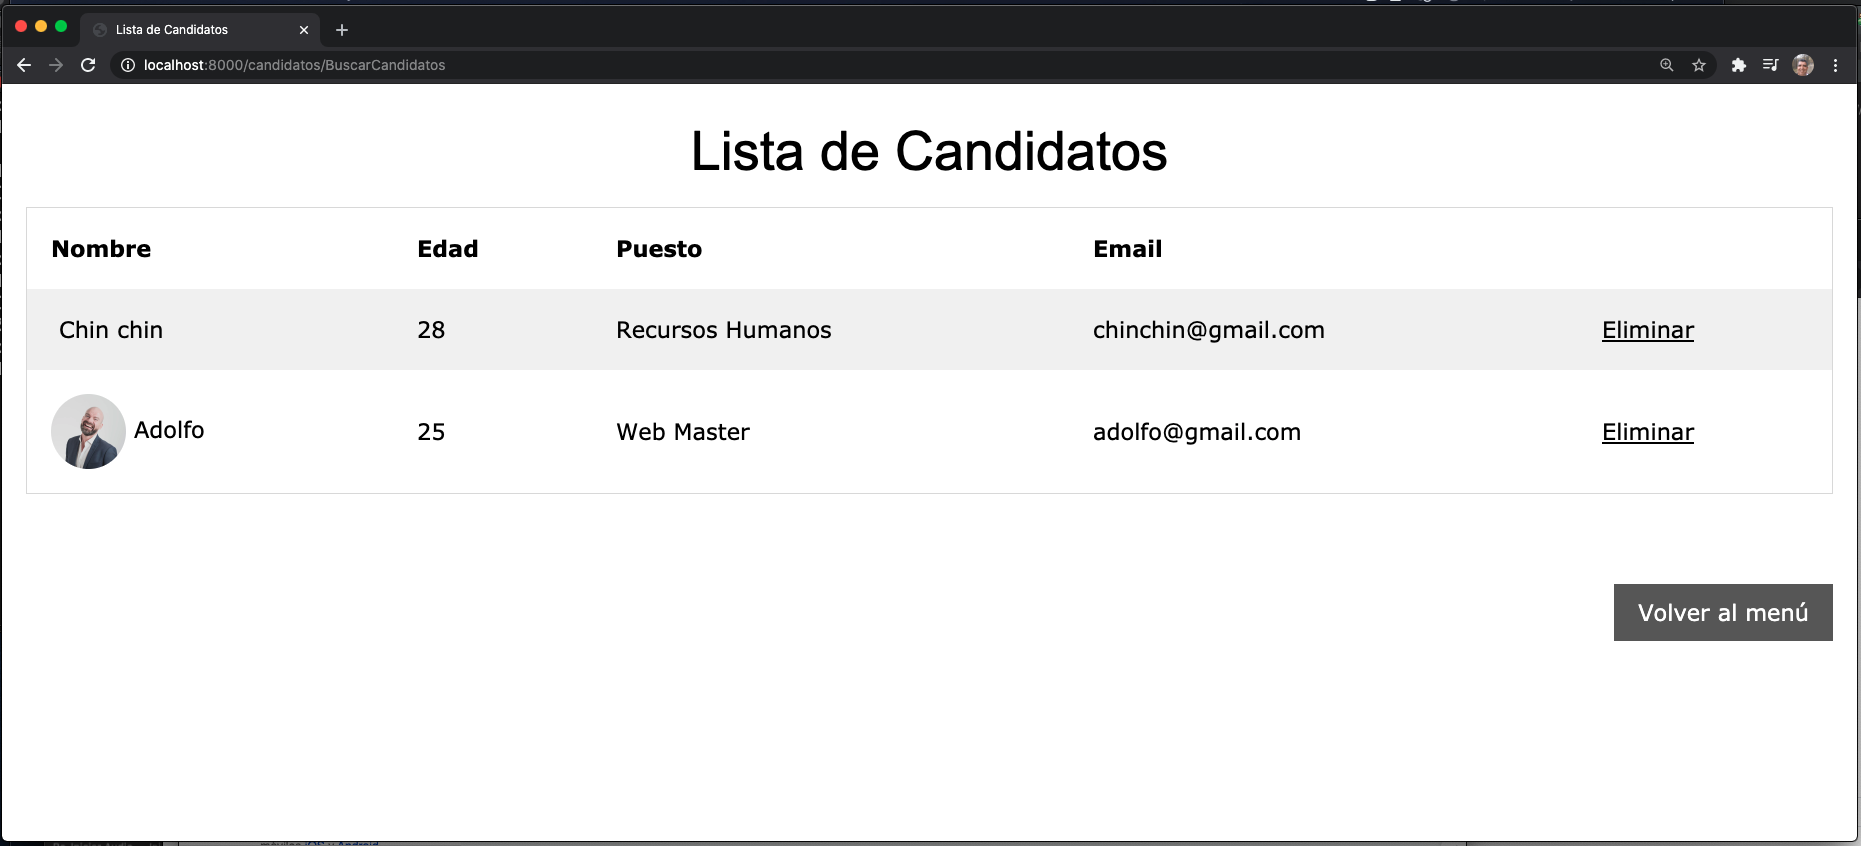 Lista de Candidatos
localhost:8000/candidatos/BuscarCandidatos
Lista de Candidatos
Nombre Edad Puesto Email
Chin chin 28 Recursos Humanos chinchin@gmail.com Eliminar
Adolfo 25 Web Master adolfo@gmail.com Eliminar
Volver al menú